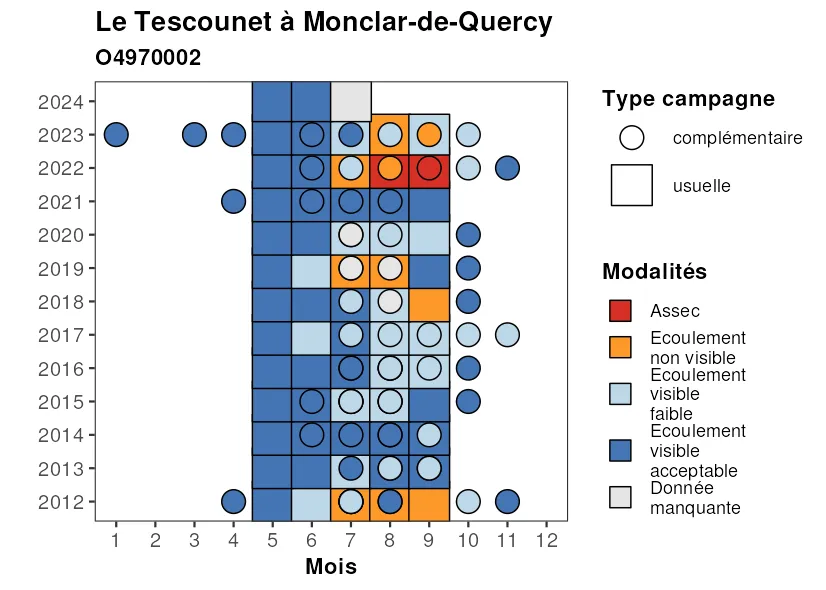 Le Tescounet à Monclar-de-Quercy
O4970002
2024
2023
2022
2021
2020
2019
2018
2017
2016
2015
2014
2013
2012
1 2 3 4 5 6 7 8 9 10 11 12
Mois
Type campagne
complémentaire
usuelle
Modalités
Assec
Ecoulement
non visible
Ecoulement
visible
faible
Ecoulement
visible
acceptable
Donnée
manquante